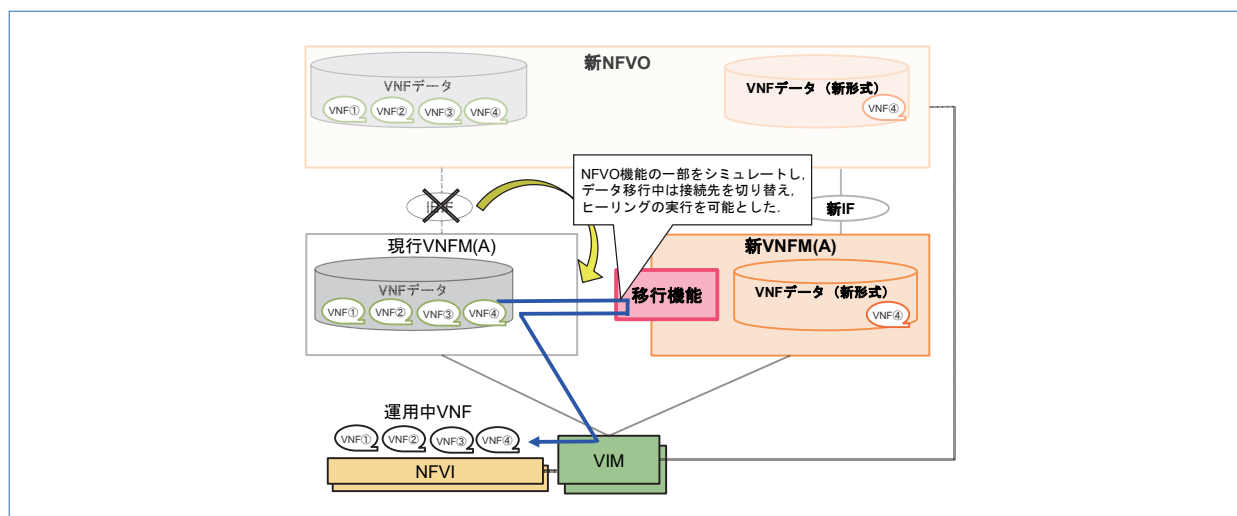 新NFVO
VNFデータ
VNF① VNF② VNF③ VNF④
VNFデータ（新形式）
VNF④
NFVO機能の一部をシミュレートし，
データ移行中は接続先を切り替え，
ヒーリングの実行を可能とした．
新IF
現行VNFM(A)
VNFデータ
VNF① VNF② VNF③ VNF④
移行機能
新VNFM(A)
VNFデータ（新形式）
VNF④
運用中VNF
VNF① VNF② VNF③ VNF④
NFVI
VIM